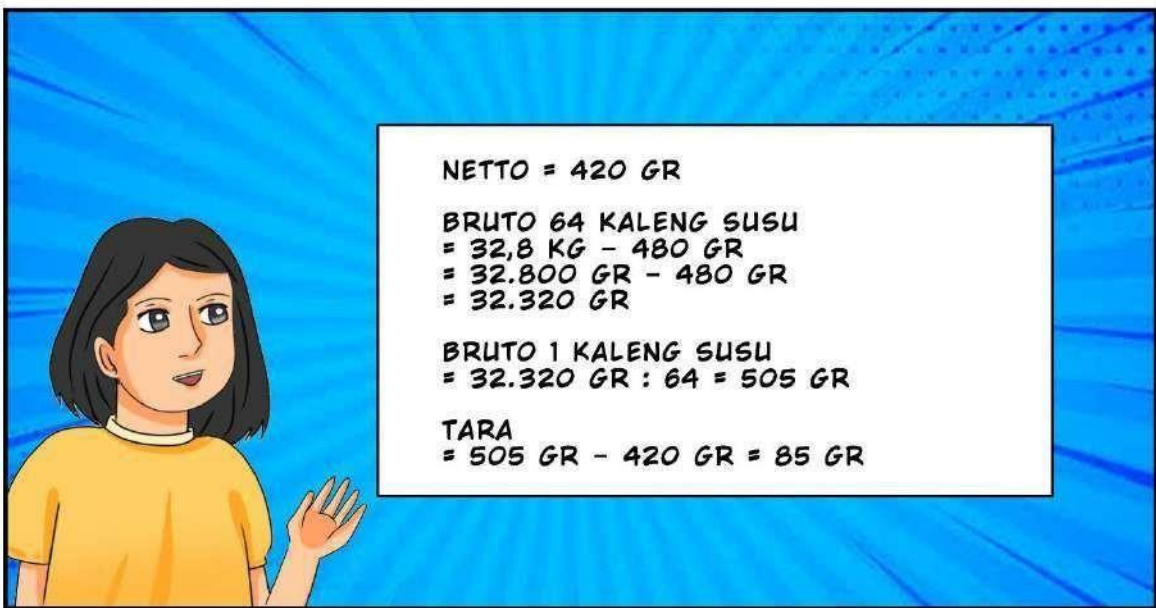 NETTO = 420 GR
BRUTO 64 KALENG SUSU
= 32,8 KG – 480 GR
= 32.800 GR – 480 GR
= 32.320 GR
BRUTO 1 KALENG SUSU
= 32.320 GR : 64 = 505 GR
TARA
= 505 GR – 420 GR = 85 GR